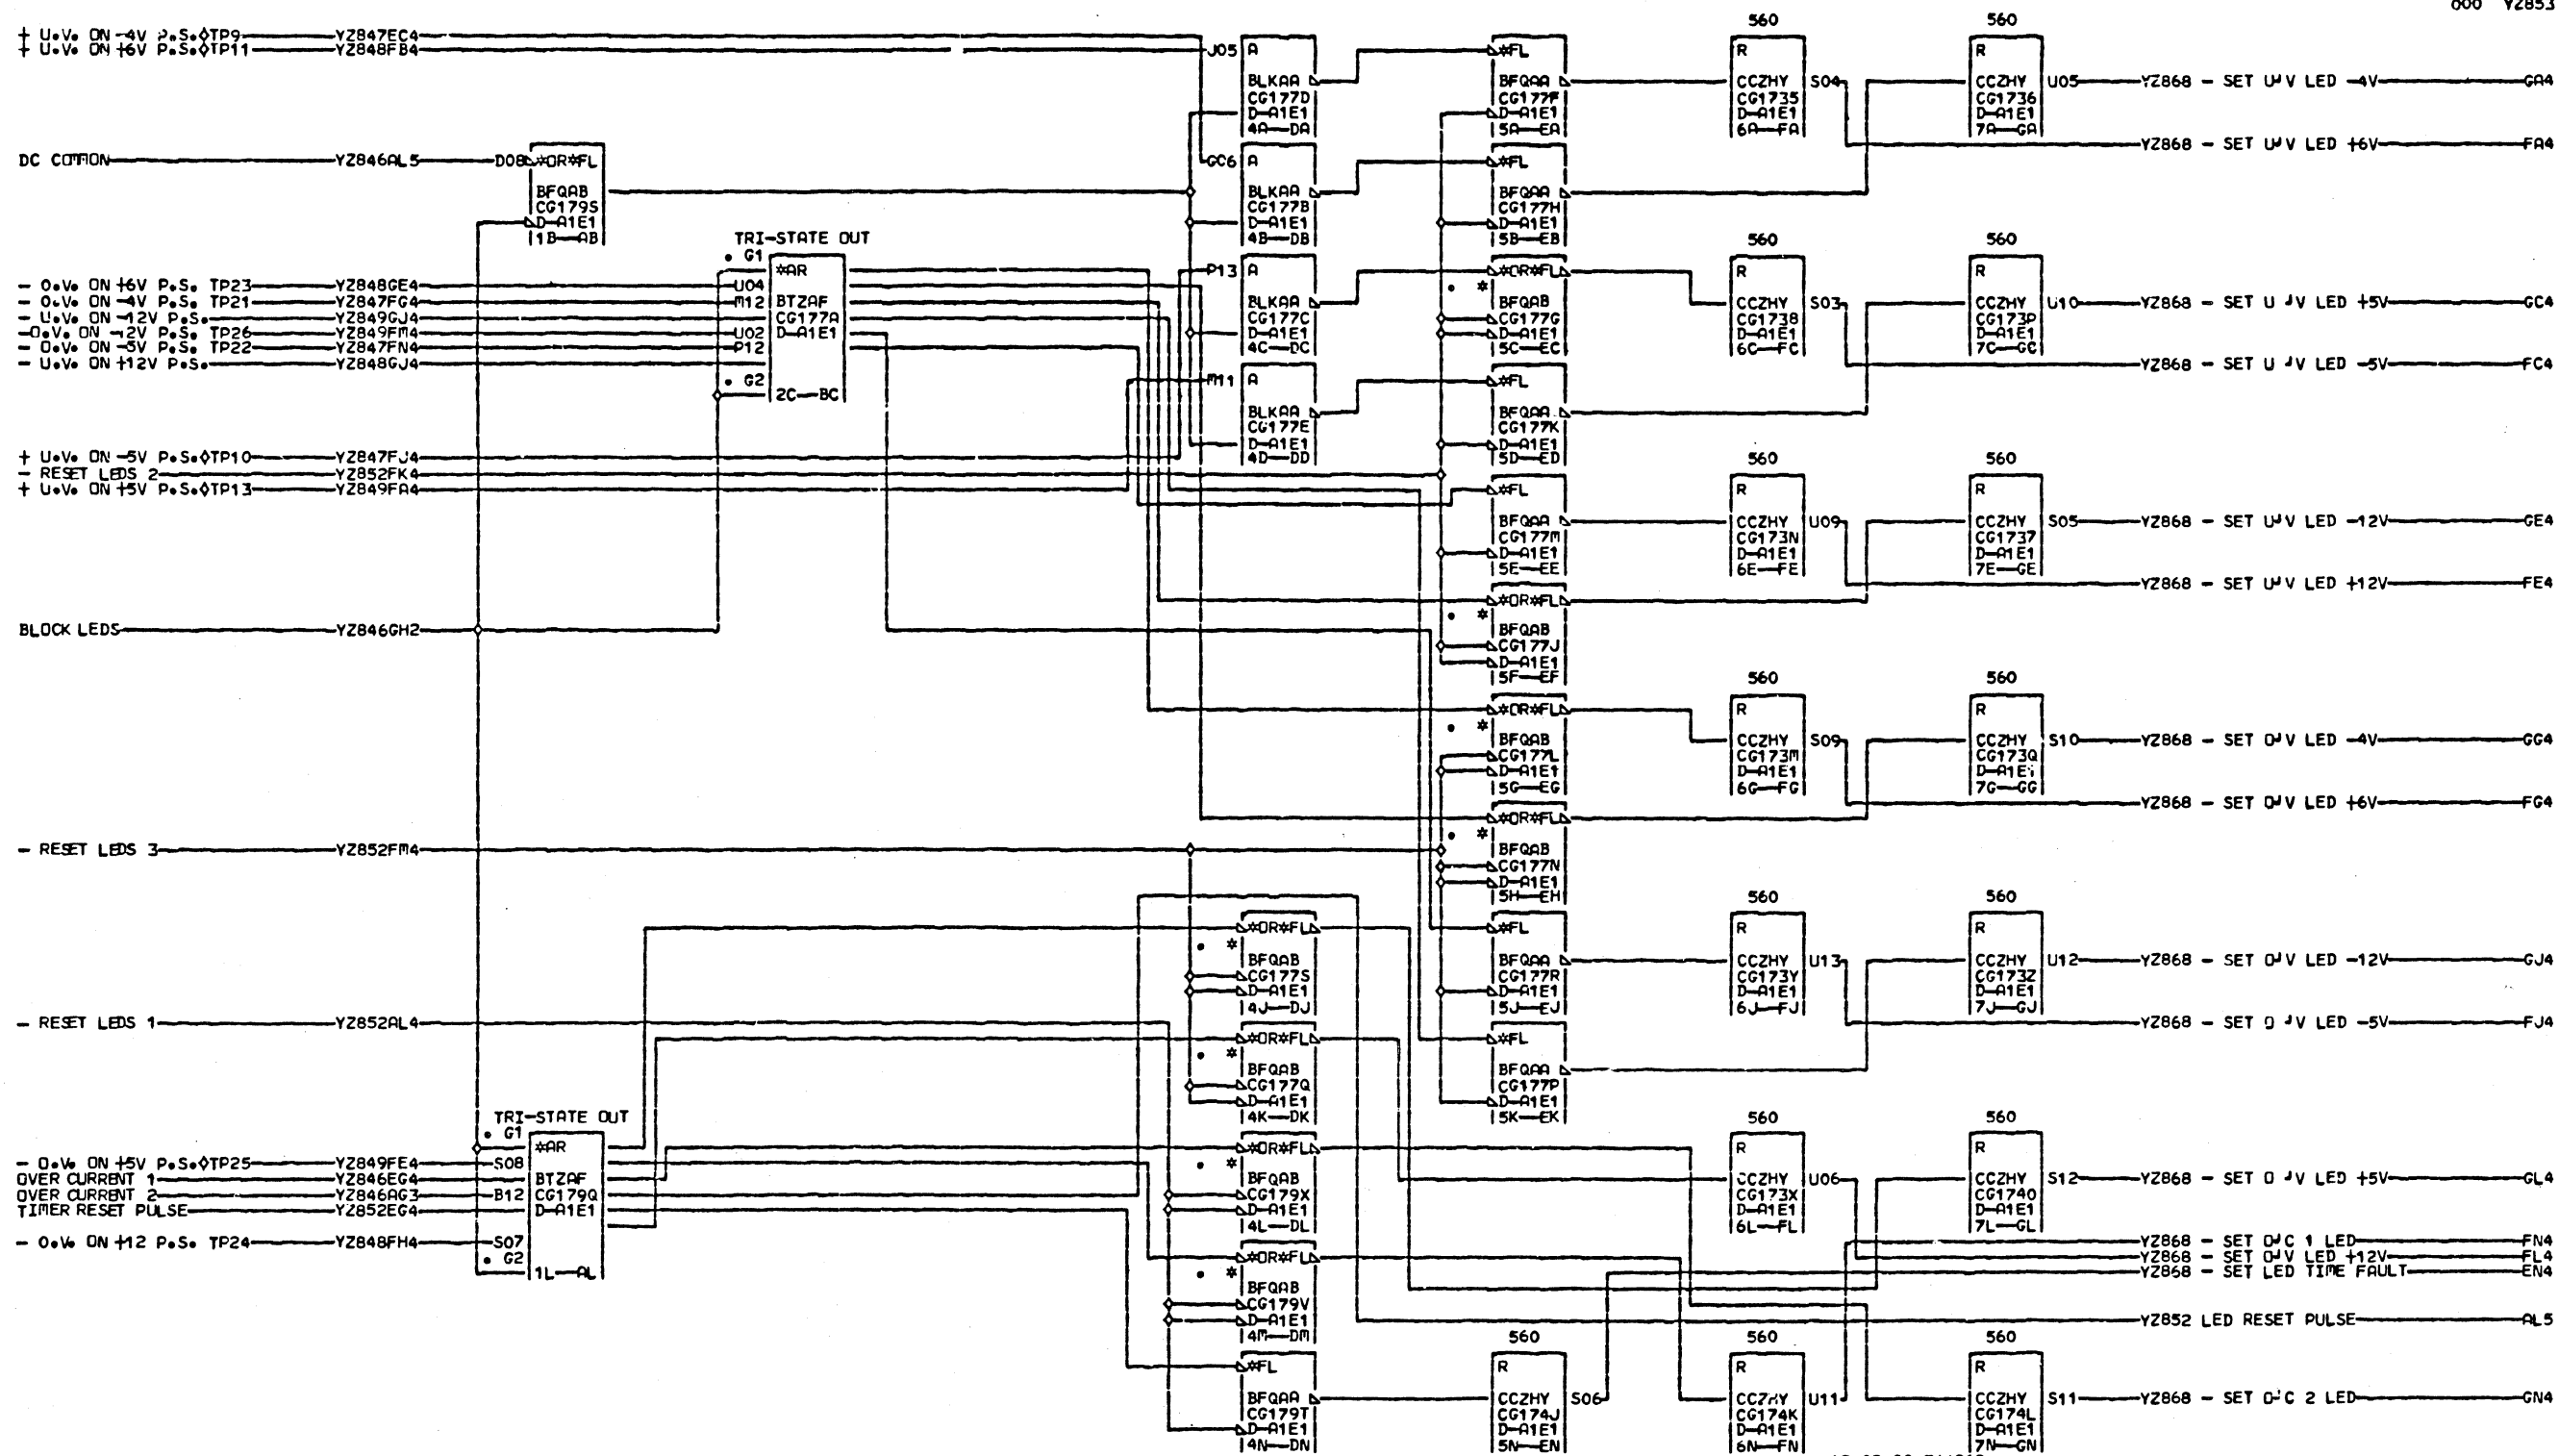 000 YZ853
+ U.V. ON -4V P.S.◊TP9 YZ847EC4
+ U.V. ON +6V P.S.◊TP11 YZ848FB4
DC COMMON YZ846AL5 D08
*OR*FL
BFQAB
CG179S
D-A1E1
1B-AB
TRI-STATE OUT
G1
- O.V. ON +6V P.S. TP23 YZ848GE4 U04
- O.V. ON -4V P.S. TP21 YZ847FG4 M12
- U.V. ON -12V P.S. YZ849GJ4
-O.V. ON -12V P.S. TP26 YZ849FM4 U02
- O.V. ON -5V P.S. TP22 YZ847FN4 P12
- U.V. ON +12V P.S. YZ848GJ4
G2
*AR
BTZAF
CG177A
D-A1E1
2C-BC
+ U.V. ON -5V P.S.◊TP10 YZ847FJ4
- RESET LEDS 2 YZ852FK4
+ U.V. ON +5V P.S.◊TP13 YZ849FA4
BLOCK LEDS YZ846GH2
- RESET LEDS 3 YZ852FM4
- RESET LEDS 1 YZ852AL4
TRI-STATE OUT
G1
- O.V. ON +5V P.S.◊TP25 YZ849FE4 S08
OVER CURRENT 1 YZ846EG4
OVER CURRENT 2 YZ846AG3 B12
TIMER RESET PULSE YZ852EG4
- O.V. ON +12 P.S. TP24 YZ848FH4 S07
G2
*AR
BTZAF
CG179Q
D-A1E1
1L-AL
J05 A
BLKAA
CG177D
D-A1E1
4A-DA
GC6 A
BLKAA
CG177B
D-A1E1
4B-DB
P13 A
BLKAA
CG177C
D-A1E1
4C-DC
M11 A
BLKAA
CG177E
D-A1E1
4D-DD
*OR*FL
*
BFQAB
CG177S
D-A1E1
4J-DJ
*OR*FL
*
BFQAB
CG177Q
D-A1E1
4K-DK
*OR*FL
*
BFQAB
CG179X
D-A1E1
4L-DL
*OR*FL
*
BFQAB
CG179V
D-A1E1
4M-DM
*FL
BFQAA
CG179T
D-A1E1
4N-DN
*FL
BFQAA
CG177F
D-A1E1
5A-EA
*FL
BFQAA
CG177H
D-A1E1
5B-EB
*OR*FL
*
BFQAB
CG177G
D-A1E1
5C-EC
*FL
BFQAA
CG177K
D-A1E1
5D-ED
*FL
BFQAA
CG177M
D-A1E1
5E-EE
*OR*FL
*
BFQAB
CG177J
D-A1E1
5F-EF
*OR*FL
*
BFQAB
CG177L
D-A1E1
5G-EG
*OR*FL
*
BFQAB
CG177N
D-A1E1
5H-EH
*FL
BFQAA
CG177R
D-A1E1
5J-EJ
*FL
BFQAA
CG177P
D-A1E1
5K-EK
560
R
CCZHY S06
CG174J
D-A1E1
5N-EN
560
R
CCZHY S04
CG1735
D-A1E1
6A-FA
560
R
CCZHY S03
CG1738
D-A1E1
6C-FC
560
R
CCZHY U09
CG173N
D-A1E1
6E-FE
560
R
CCZHY S09
CG173M
D-A1E1
6G-FG
560
R
CCZHY U13
CG173Y
D-A1E1
6J-FJ
560
R
CCZHY U06
CG173X
D-A1E1
6L-FL
560
R
CCZHY U11
CG174K
D-A1E1
6N-FN
560
R
CCZHY U05
CG1736
D-A1E1
7A-GA
560
R
CCZHY U10
CG173P
D-A1E1
7C-GC
560
R
CCZHY S05
CG1737
D-A1E1
7E-GE
560
R
CCZHY S10
CG173Q
D-A1E1
7G-GG
560
R
CCZHY U12
CG173Z
D-A1E1
7J-GJ
560
R
CCZHY S12
CG1740
D-A1E1
7L-GL
560
R
CCZHY S11
CG174L
D-A1E1
7N-GN
YZ868 - SET U/V LED -4V GA4
YZ868 - SET U/V LED +6V FA4
YZ868 - SET U/V LED +5V GC4
YZ868 - SET U/V LED -5V FC4
YZ868 - SET U/V LED -12V GE4
YZ868 - SET U/V LED +12V FE4
YZ868 - SET O/V LED -4V GG4
YZ868 - SET O/V LED +6V FG4
YZ868 - SET O/V LED -12V GJ4
YZ868 - SET O/V LED -5V FJ4
YZ868 - SET O/V LED +5V GL4
YZ868 - SET O/C 1 LED FN4
YZ868 - SET O/V LED +12V FL4
YZ868 - SET LED TIME FAULT EN4
YZ852 LED RESET PULSE AL5
YZ868 - SET O/C 2 LED GN4